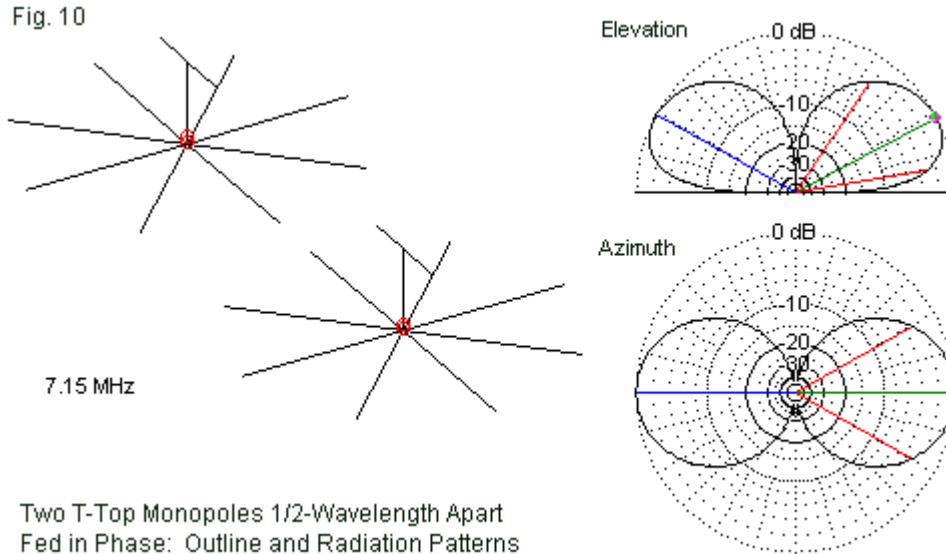 Fig. 10
Elevation
0 dB
-10
20
30
Azimuth
0 dB
-10
20
30
7.15 MHz
Two T-Top Monopoles 1/2-Wavelength Apart
Fed in Phase: Outline and Radiation Patterns